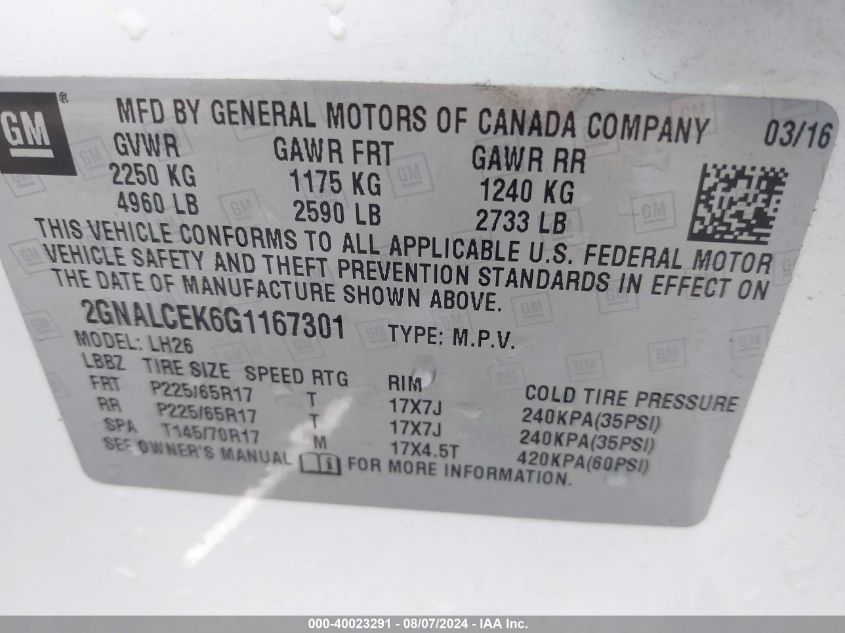 GM ®
MFD BY GENERAL MOTORS OF CANADA COMPANY 03/16
GVWR GAWR FRT GAWR RR
2250 KG 1175 KG 1240 KG
4960 LB 2590 LB 2733 LB
THIS VEHICLE CONFORMS TO ALL APPLICABLE U.S. FEDERAL MOTOR
VEHICLE SAFETY AND THEFT PREVENTION STANDARDS IN EFFECT ON
THE DATE OF MANUFACTURE SHOWN ABOVE.
2GNALCEK6G1167301 TYPE: M.P.V.
MODEL: LH26
LBBZ TIRE SIZE SPEED RTG RIM COLD TIRE PRESSURE
FRT P225/65R17 T 17X7J 240KPA(35PSI)
RR P225/65R17 T 17X7J 240KPA(35PSI)
SPA T145/70R17 M 17X4.5T 420KPA(60PSI)
SEE OWNER'S MANUAL FOR MORE INFORMATION.
000-40023291 - 08/07/2024 - IAA Inc.